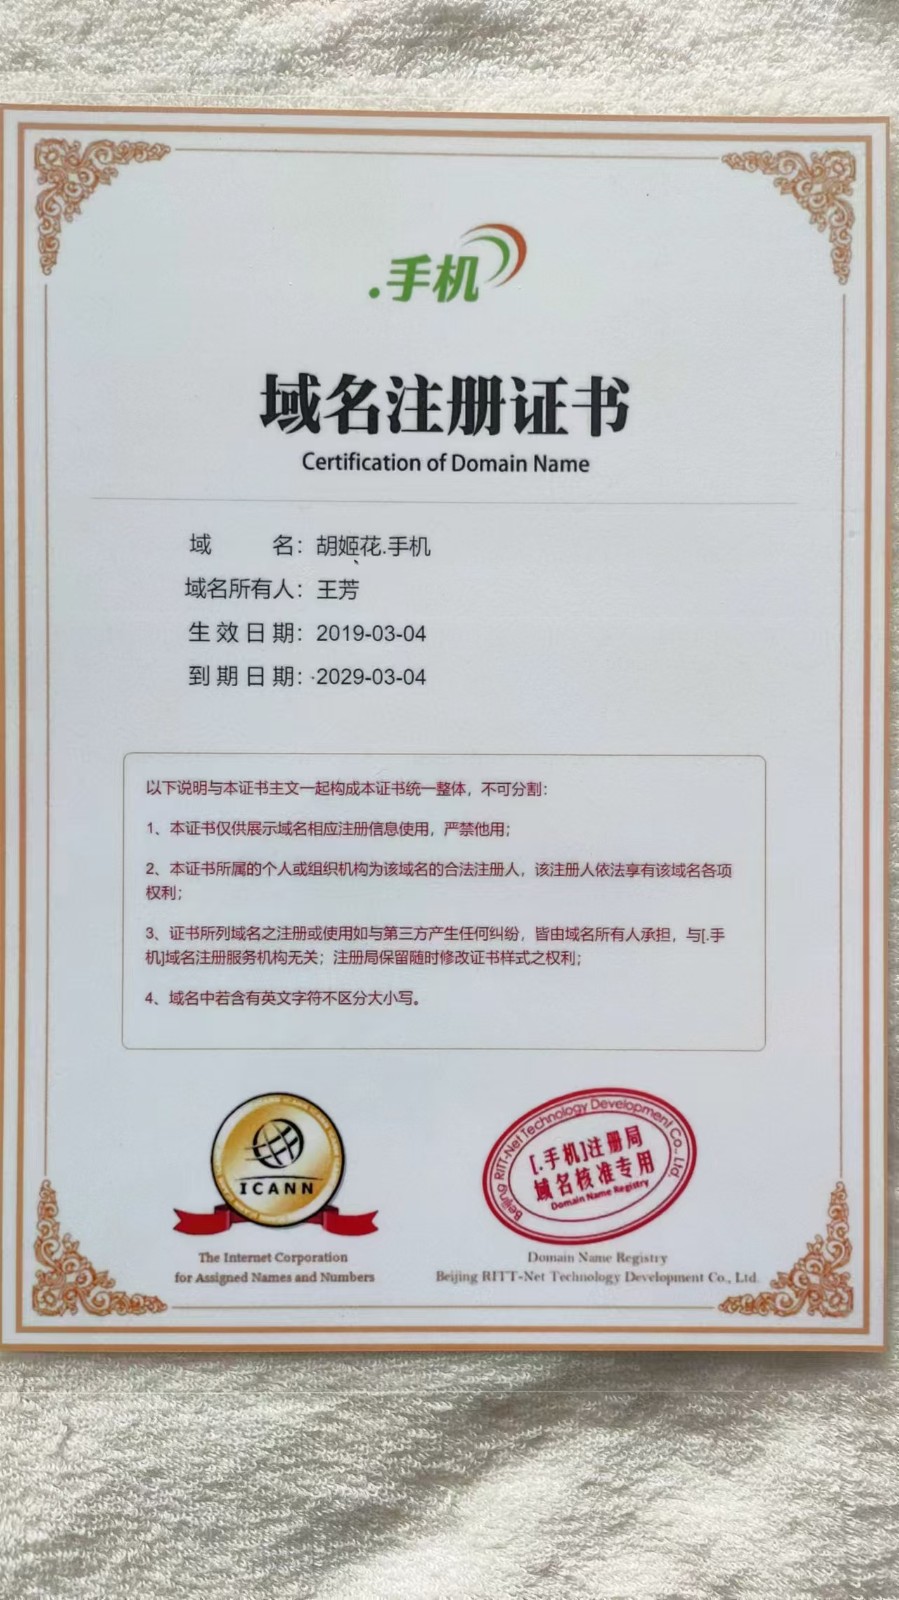 .手机
域名注册证书
Certification of Domain Name
域 名：胡姬花.手机
域名所有人：王芳
生效日期：2019-03-04
到期日期：2029-03-04
以下说明与本证书主文一起构成本证书统一整体，不可分割：
1、本证书仅供展示域名相应注册信息使用，严禁他用；
2、本证书所属的个人或组织机构为该域名的合法注册人，该注册人依法享有该域名各项
权利；
3、证书所列域名之注册或使用如与第三方产生任何纠纷，皆由域名所有人承担，与[.手
机]域名注册服务机构无关；注册局保留随时修改证书样式之权利；
4、域名中若含有英文字符不区分大小写。
ICANN
The Internet Corporation
for Assigned Names and Numbers
Beijing RITT-Net Technology Development Co., Ltd.
[.手机]注册局
域名核准专用
Domain Name Registry
Domain Name Registry
Beijing RITT-Net Technology Development Co., Ltd.